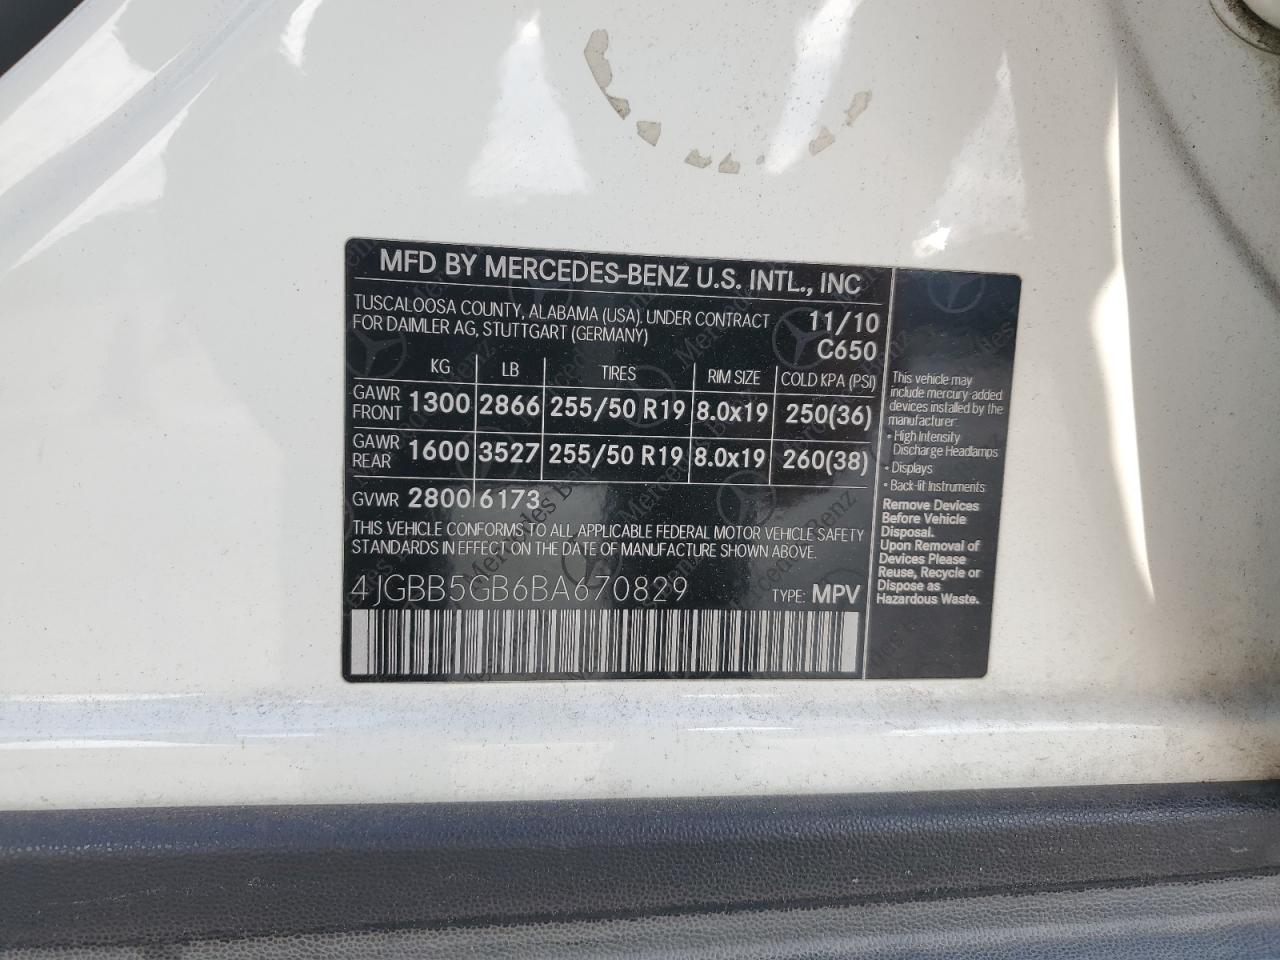 MFD BY MERCEDES-BENZ U.S. INTL., INC
TUSCALOOSA COUNTY, ALABAMA (USA), UNDER CONTRACT
FOR DAIMLER AG, STUTTGART (GERMANY)
11/10
C650
KG LB TIRES RIM SIZE COLD KPA (PSI)
GAWR FRONT 1300 2866 255/50 R19 8.0x19 250(36)
GAWR REAR 1600 3527 255/50 R19 8.0x19 260(38)
GVWR 2800 6173
THIS VEHICLE CONFORMS TO ALL APPLICABLE FEDERAL MOTOR VEHICLE SAFETY
STANDARDS IN EFFECT ON THE DATE OF MANUFACTURE SHOWN ABOVE.
4JGBB5GB6BA670829 TYPE: MPV
This vehicle may
include mercury-added
devices installed by the
manufacturer:
• High Intensity
Discharge Headlamps
• Displays
• Back-lit Instruments
Remove Devices
Before Vehicle
Disposal.
Upon Removal of
Devices Please
Reuse, Recycle or
Dispose as
Hazardous Waste.